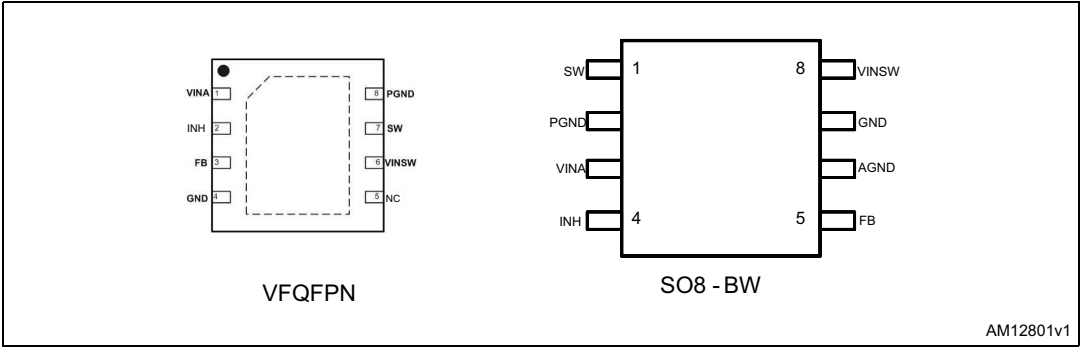 VINA 1 8 PGND
INH 2 7 SW
FB 3 6 VINSW
GND 4 5 NC
VFQFPN
SW 1 8 VINSW
PGND GND
VINA AGND
INH 4 5 FB
SO8 - BW
AM12801v1